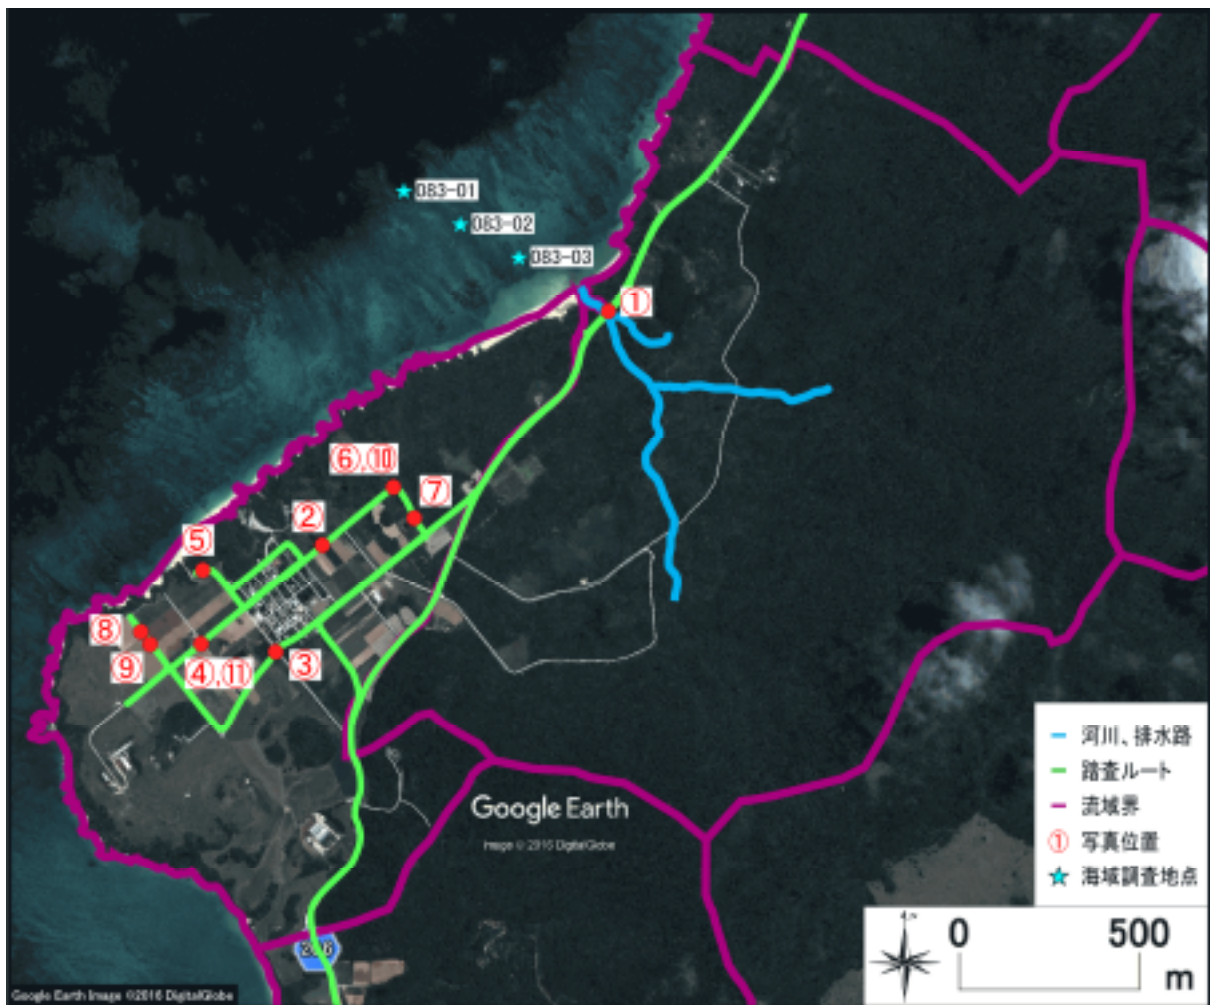 083-01
083-02
083-03
①
⑥,⑩
⑦
②
⑤
⑧
⑨
④,⑪
③
Google Earth
Image © 2016 DigitalGlobe
河川、排水路
踏査ルート
流域界
① 写真位置
海域調査地点
0 500
m
Google Earth Image ©2016 DigitalGlobe